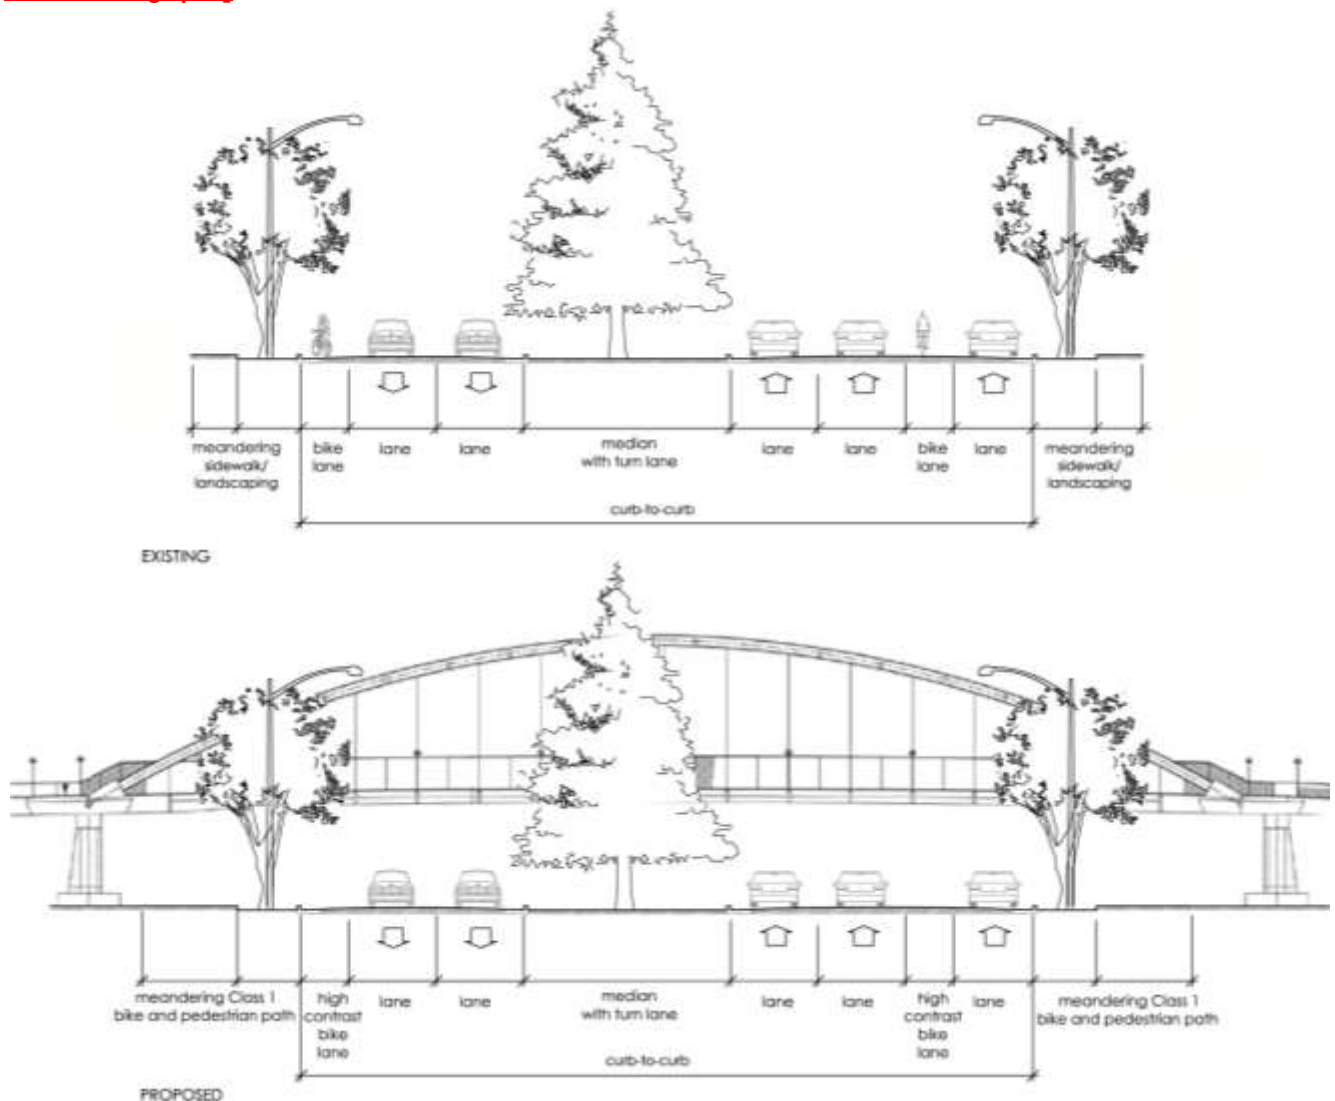 meandering
sidewalk/
landscaping
bike
lane
lane
lane
median
with turn lane
lane
lane
bike
lane
lane
meandering
sidewalk/
landscaping
curb-to-curb
EXISTING
meandering Class 1
bike and pedestrian path
high
contrast
bike
lane
lane
lane
median
with turn lane
lane
lane
high
contrast
bike lane
lane
meandering Class 1
bike and pedestrian path
curb-to-curb
PROPOSED